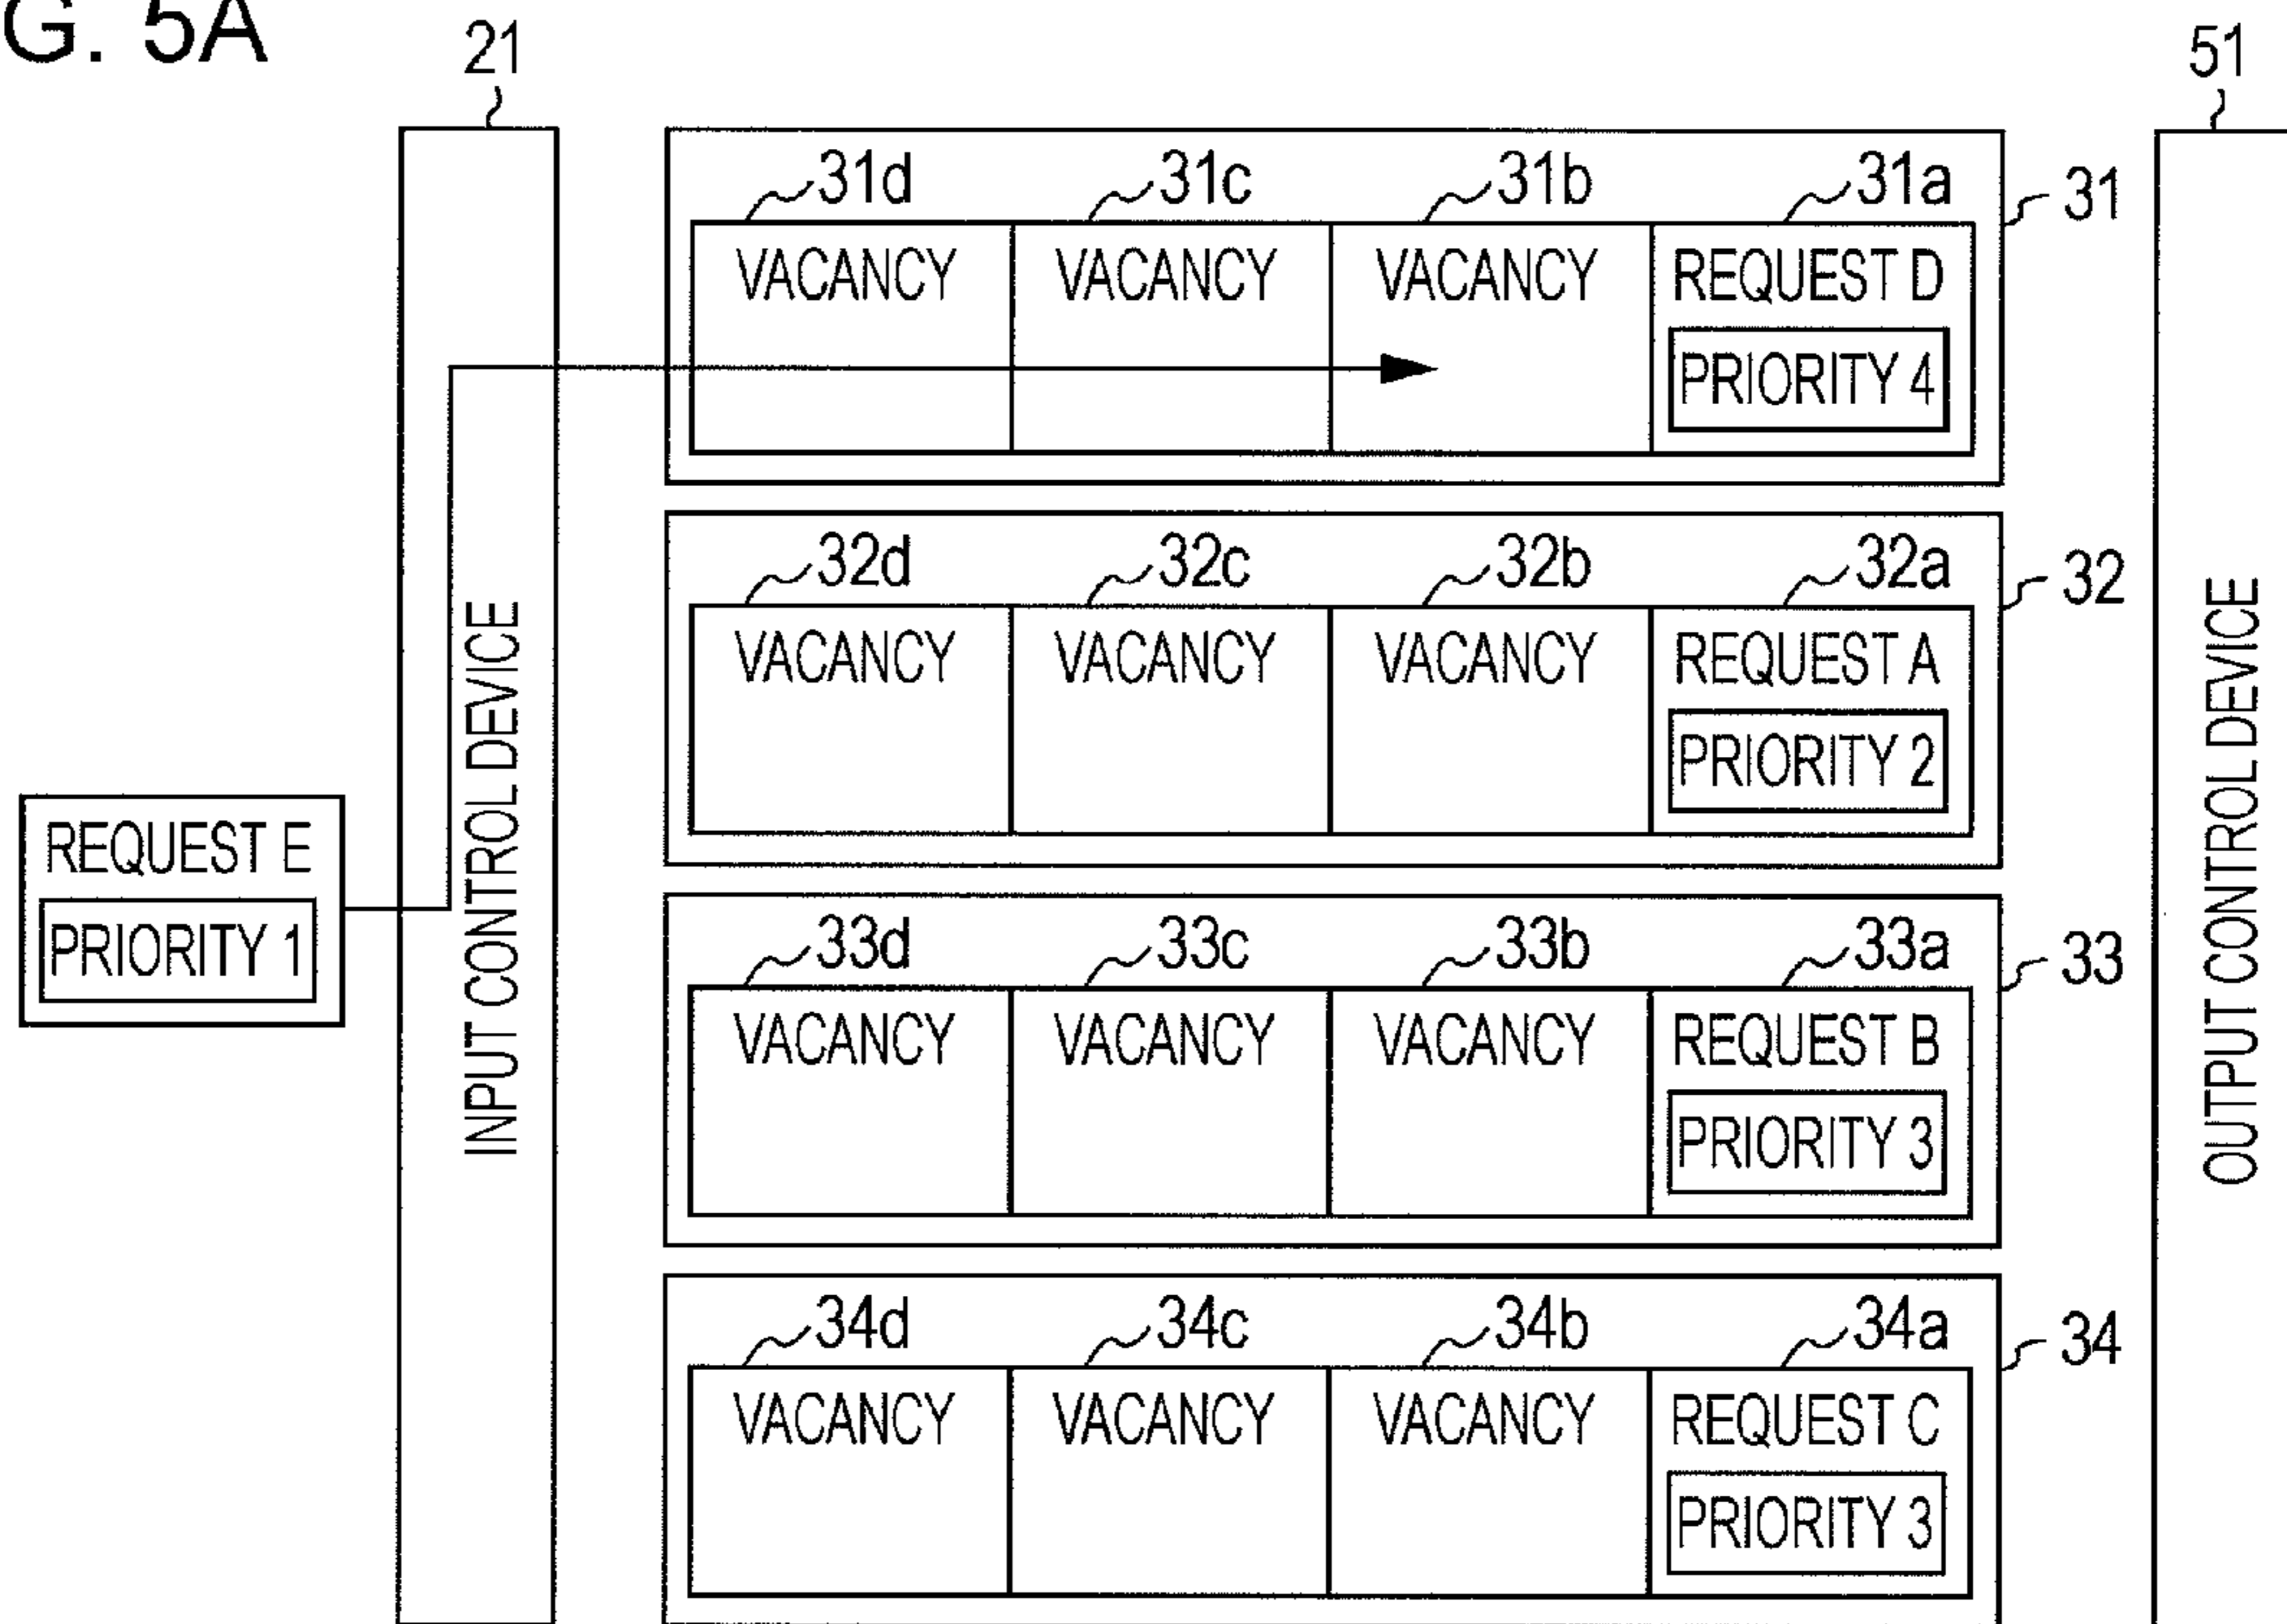 G. 5A
21
51
31d 31c 31b 31a
31
VACANCY VACANCY VACANCY REQUEST D
PRIORITY 4
32d 32c 32b 32a
32
VACANCY VACANCY VACANCY REQUEST A
PRIORITY 2
INPUT CONTROL DEVICE
OUTPUT CONTROL DEVICE
REQUEST E
PRIORITY 1
33d 33c 33b 33a
33
VACANCY VACANCY VACANCY REQUEST B
PRIORITY 3
34d 34c 34b 34a
34
VACANCY VACANCY VACANCY REQUEST C
PRIORITY 3